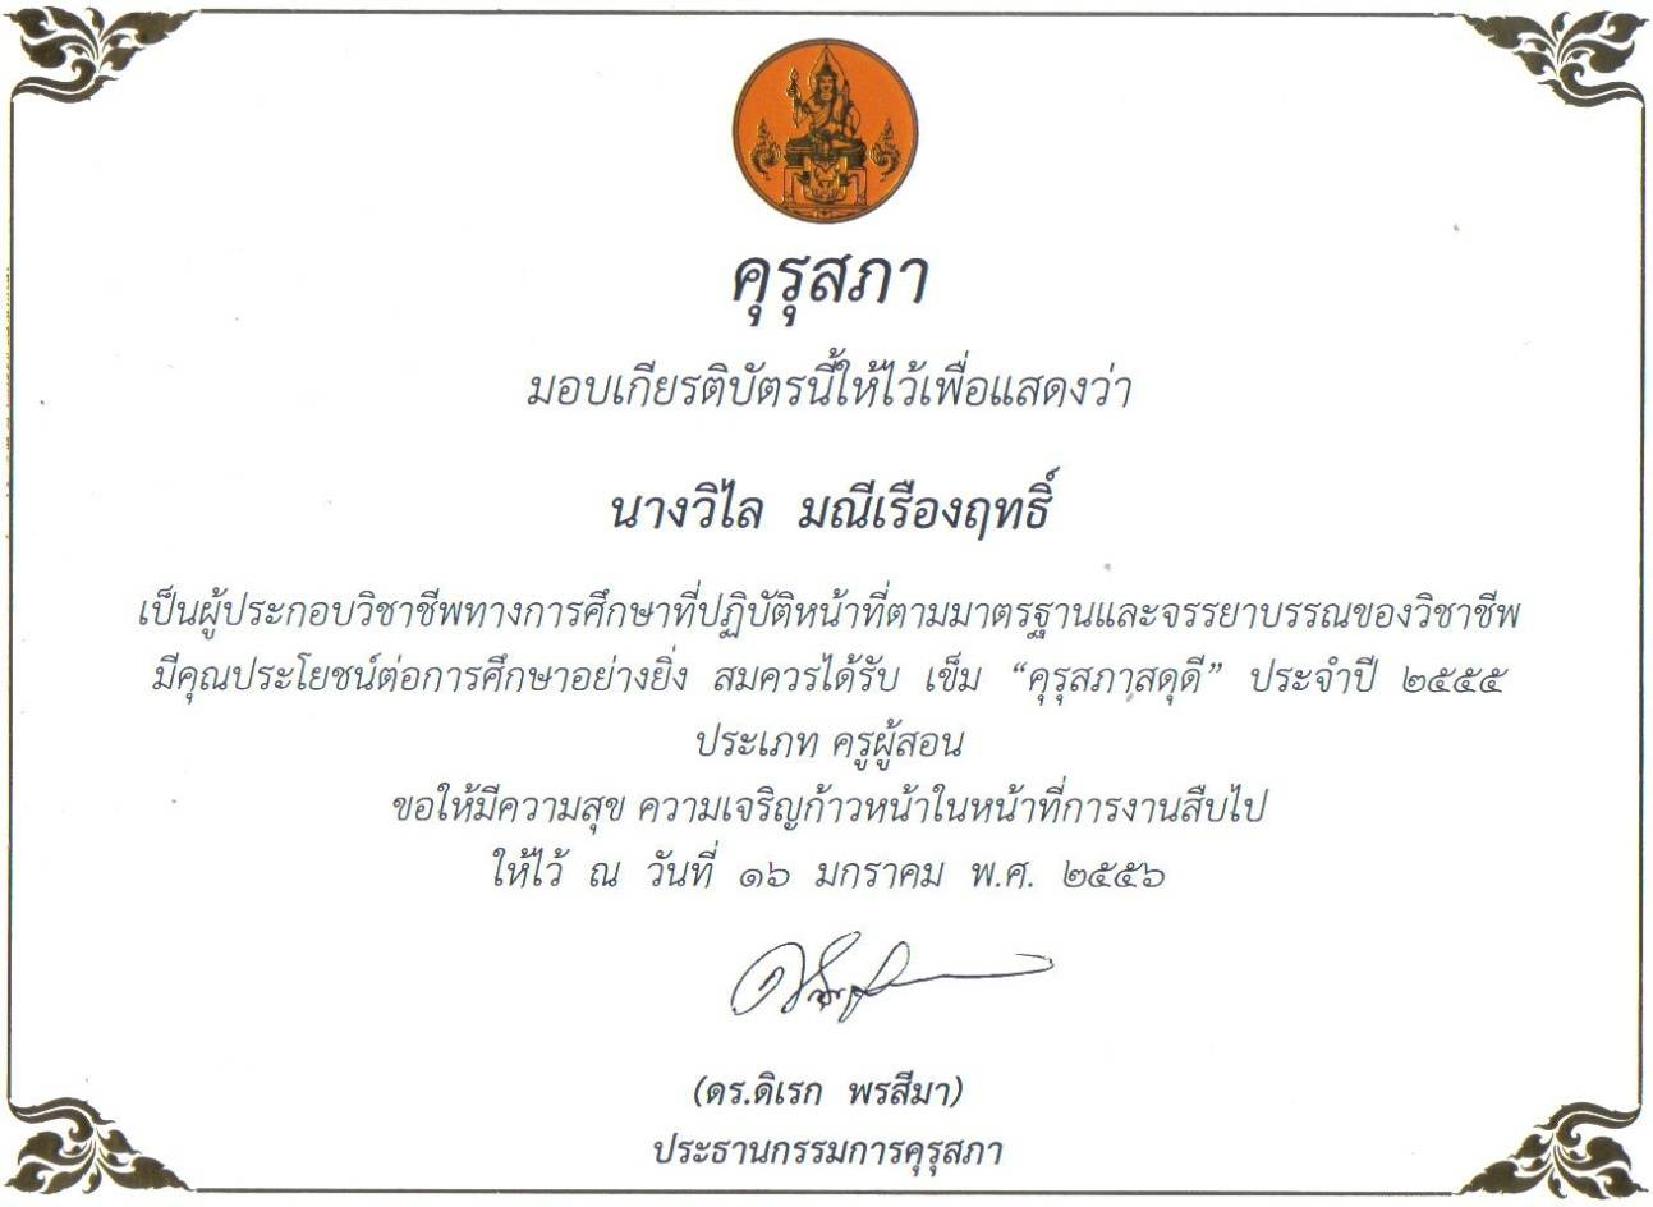 คุรุสภา
มอบเกียรติบัตรนี้ให้ไว้เพื่อแสดงว่า
นางวิไล มณีเรืองฤทธิ์
เป็นผู้ประกอบวิชาชีพทางการศึกษาที่ปฏิบัติหน้าที่ตามมาตรฐานและจรรยาบรรณของวิชาชีพ
มีคุณประโยชน์ต่อการศึกษาอย่างยิ่ง สมควรได้รับ เข็ม “คุรุสภาสดุดี” ประจำปี ๒๕๕๕
ประเภท ครูผู้สอน
ขอให้มีความสุข ความเจริญก้าวหน้าในหน้าที่การงานสืบไป
ให้ไว้ ณ วันที่ ๑๖ มกราคม พ.ศ. ๒๕๕๖
(ดร.ดิเรก พรสีมา)
ประธานกรรมการคุรุสภา